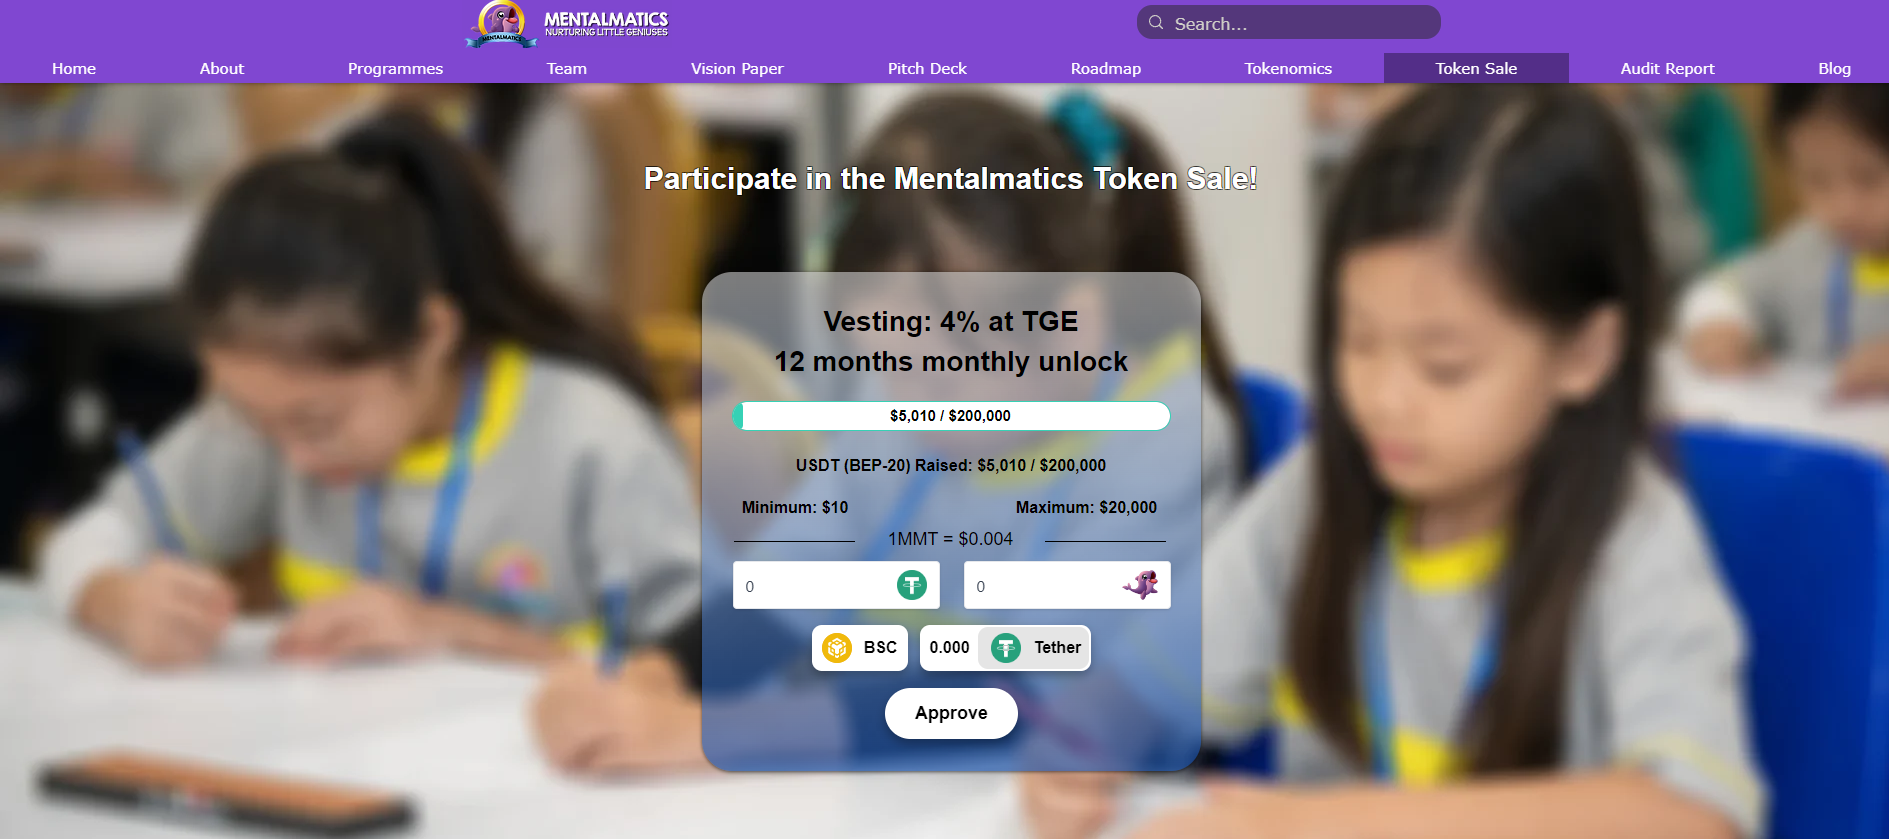 MENTALMATICS
MENTALMATICS
NURTURING LITTLE GENIUSES
Search...
Home About Programmes Team Vision Paper Pitch Deck Roadmap Tokenomics Token Sale Audit Report Blog
Participate in the Mentalmatics Token Sale!
Vesting: 4% at TGE
12 months monthly unlock
$5,010 / $200,000
USDT (BEP-20) Raised: $5,010 / $200,000
Minimum: $10 Maximum: $20,000
1MMT = $0.004
0 0
BSC 0.000 Tether
Approve